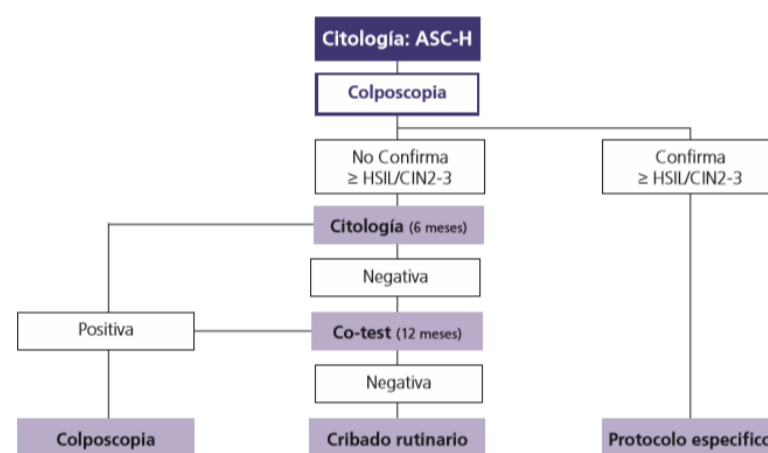 Citología: ASC-H
Colposcopia
No Confirma
≥ HSIL/CIN2-3
Confirma
≥ HSIL/CIN2-3
Citología (6 meses)
Negativa
Positiva
Co-test (12 meses)
Negativa
Colposcopia
Cribado rutinario
Protocolo especifico